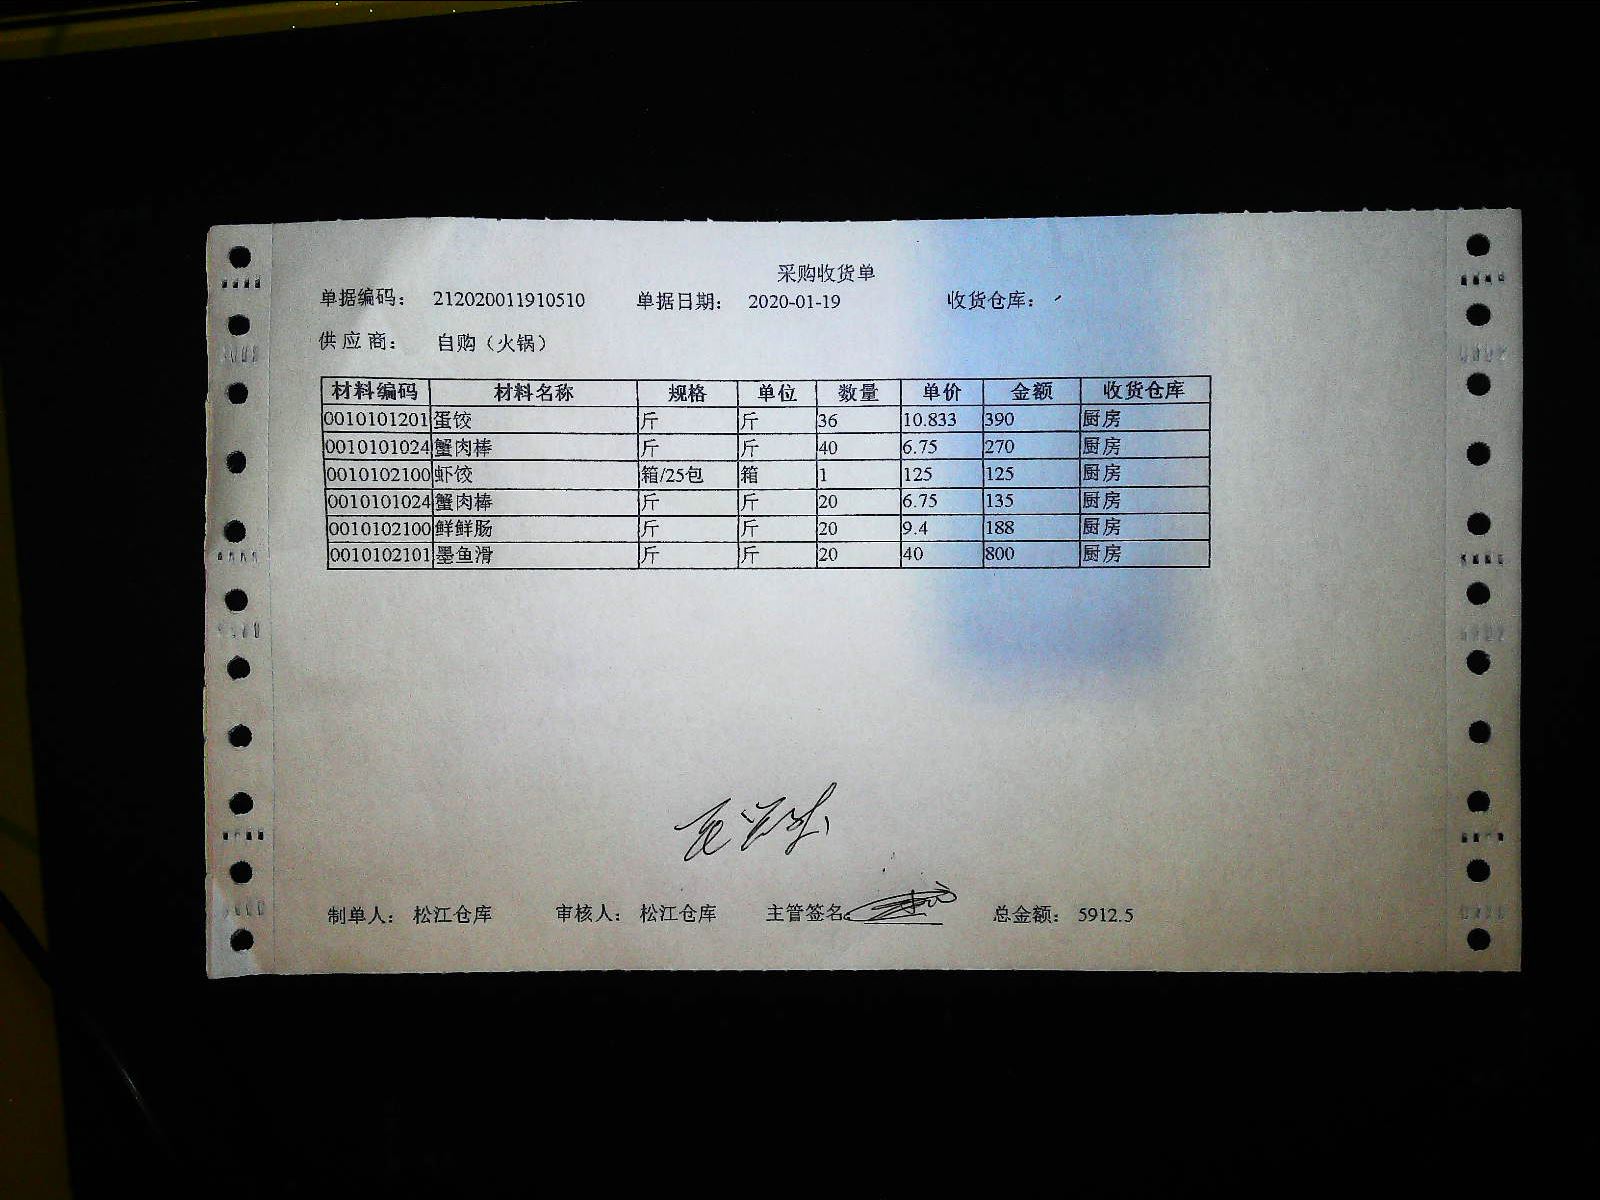 采购收货单
单据编码： 212020011910510 单据日期： 2020-01-19 收货仓库：
供应商： 自购（火锅）
材料编码 材料名称 规格 单位 数量 单价 金额 收货仓库
0010101201 蛋饺 斤 斤 36 10.833 390 厨房
0010101024 蟹肉棒 斤 斤 40 6.75 270 厨房
0010102100 虾饺 箱/25包 箱 1 125 125 厨房
0010101024 蟹肉棒 斤 斤 20 6.75 135 厨房
0010102100 鲜鲜肠 斤 斤 20 9.4 188 厨房
0010102101 墨鱼滑 斤 斤 20 40 800 厨房
制单人： 松江仓库 审核人： 松江仓库 主管签名： 总金额： 5912.5